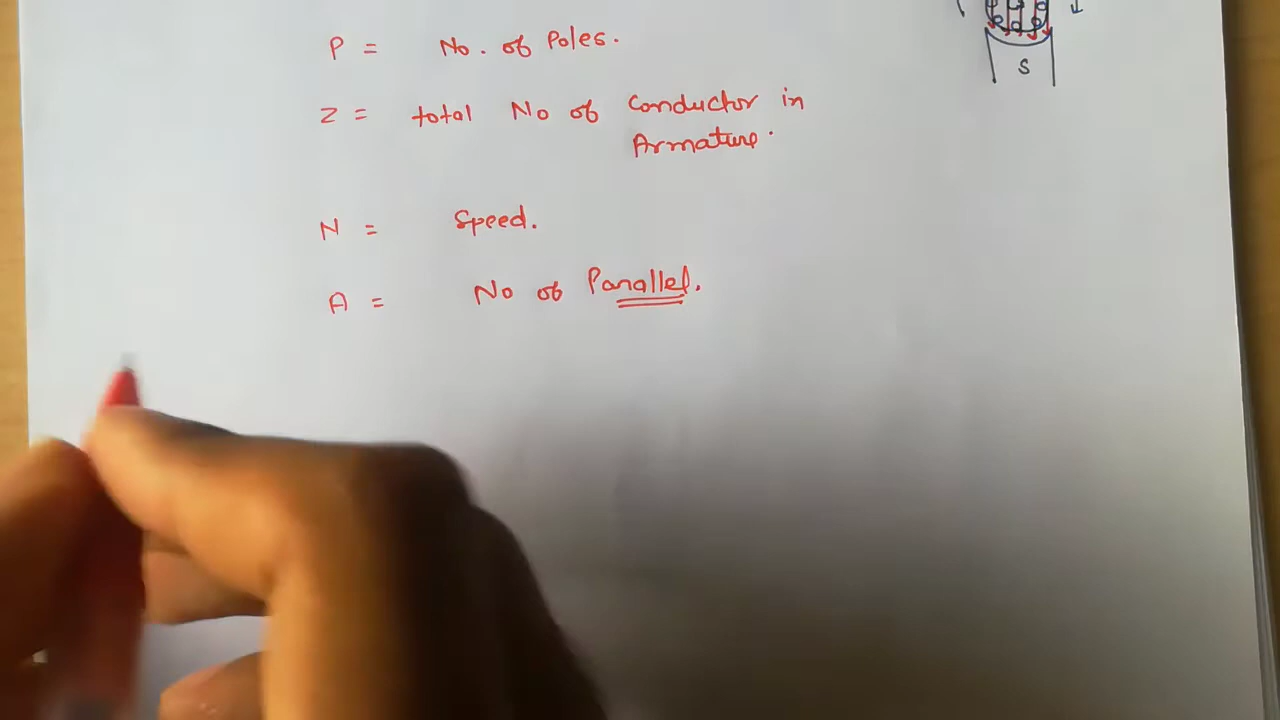 P = No. of Poles.
Z = total No of Conductor in
Armature.
N = Speed.
A = No of Parallel.
S